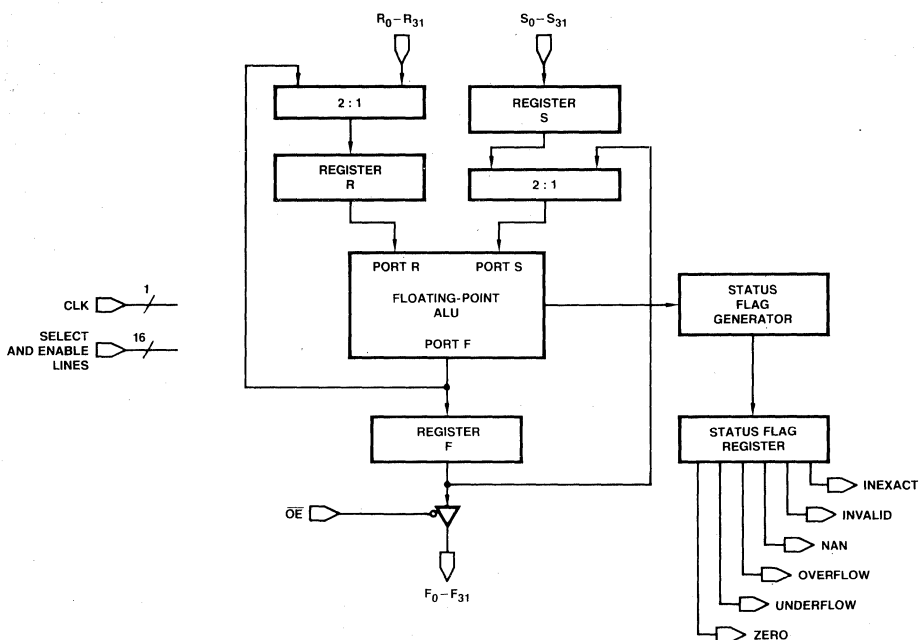 R0–R31
S0–S31
2 : 1
REGISTER
S
REGISTER
R
2 : 1
PORT R
PORT S
FLOATING-POINT
ALU
PORT F
CLK
1
SELECT
AND ENABLE
LINES
16
STATUS
FLAG
GENERATOR
REGISTER
F
STATUS FLAG
REGISTER
INEXACT
INVALID
NAN
OVERFLOW
UNDERFLOW
ZERO
O̅E̅
F0–F31